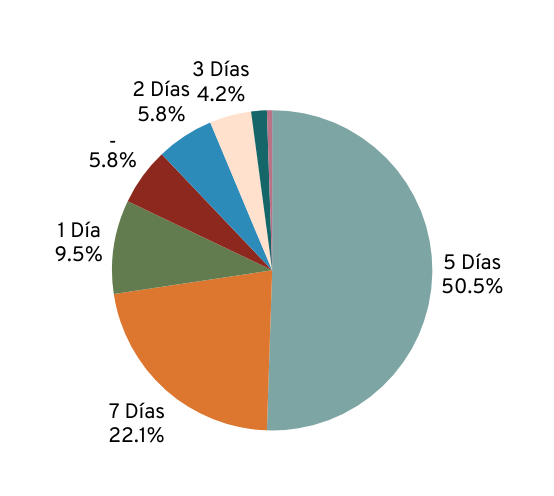 3 Días
4.2%
2 Días
5.8%
-
5.8%
1 Día
9.5%
5 Días
50.5%
7 Días
22.1%